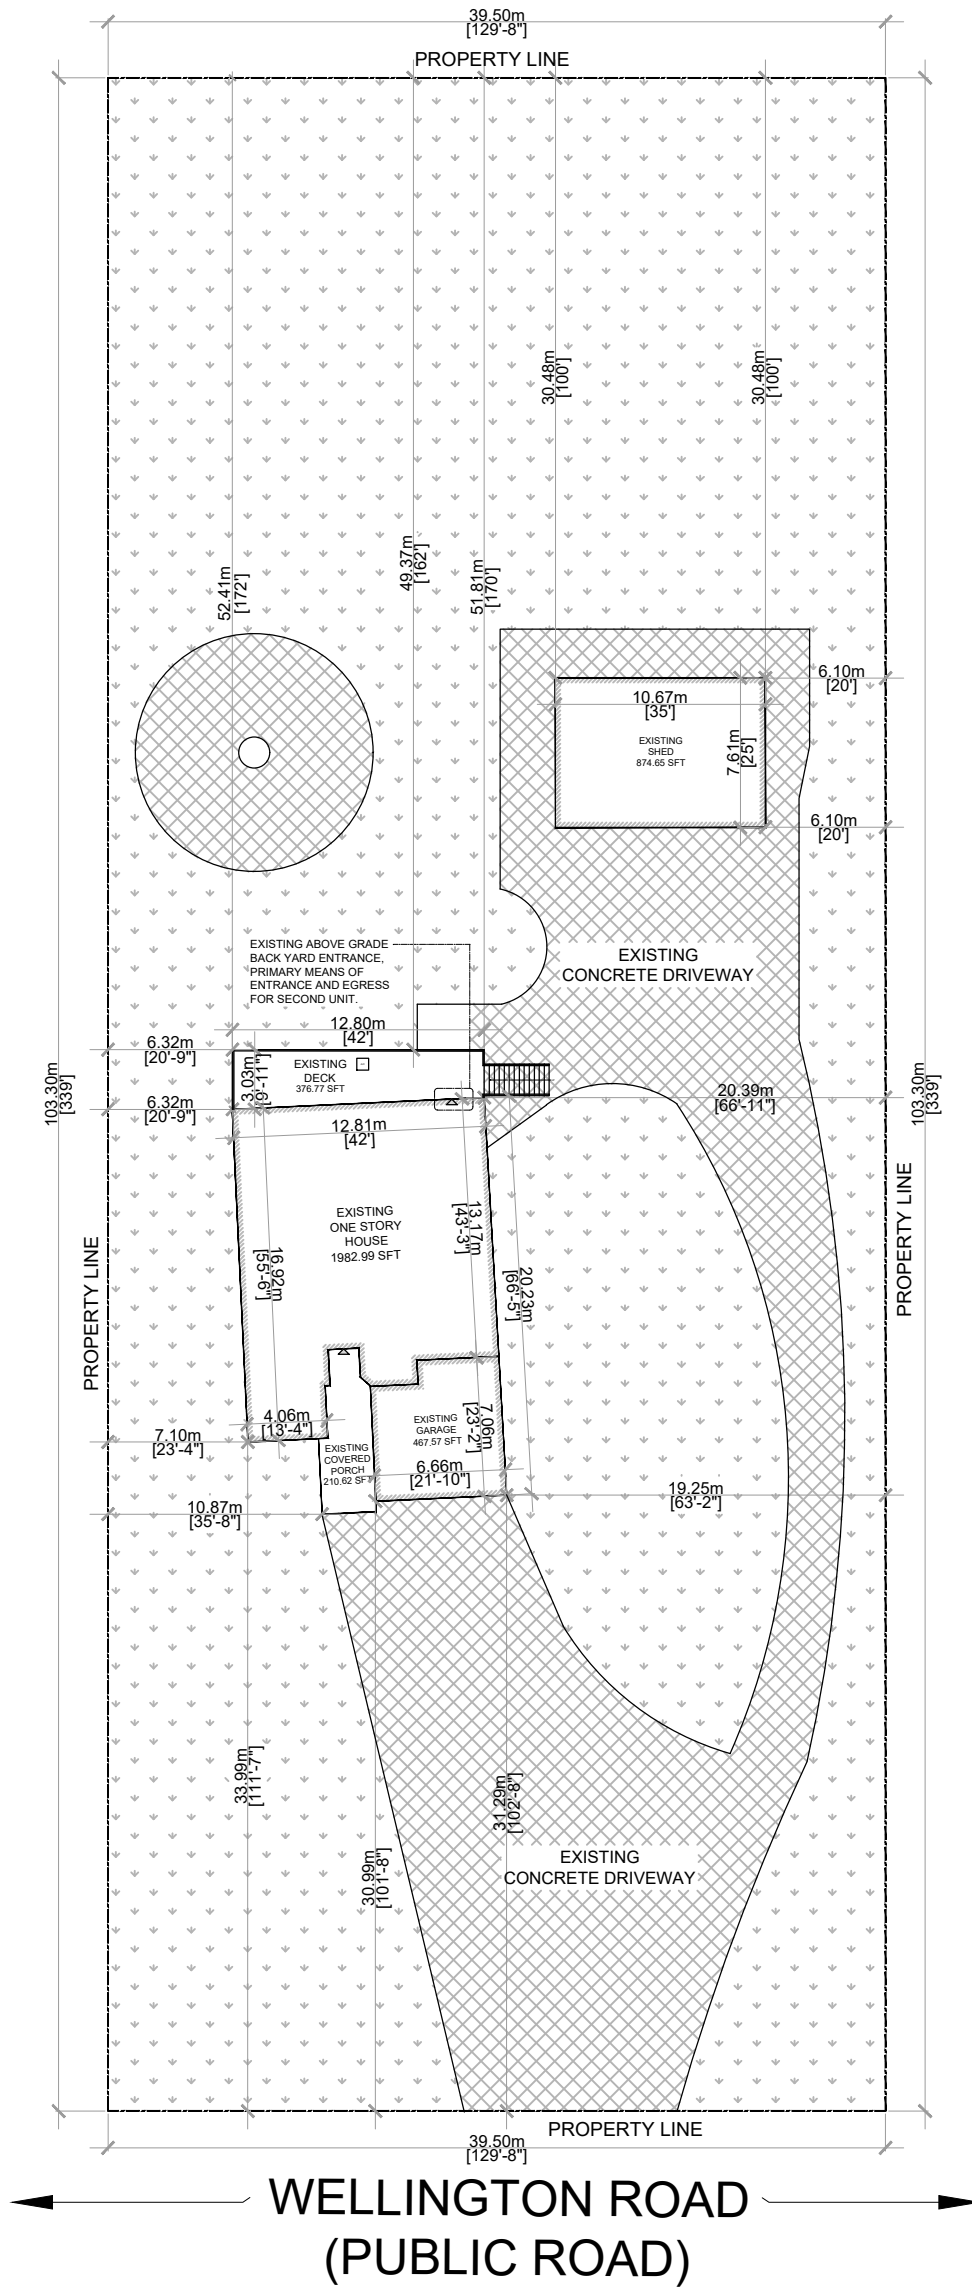 39.50m
[129'-8"]
PROPERTY LINE
30.48m
[100']
30.48m
[100']
49.37m
[162']
51.81m
[170']
52.41m
[172']
6.10m
[20']
10.67m
[35']
EXISTING
SHED
874.65 SFT
7.61m
[25']
6.10m
[20']
EXISTING ABOVE GRADE
BACK YARD ENTRANCE,
PRIMARY MEANS OF
ENTRANCE AND EGRESS
FOR SECOND UNIT.
EXISTING
CONCRETE DRIVEWAY
12.80m
[42']
6.32m
[20'-9"]
3.03m
[9'-11"]
EXISTING
DECK
376.77 SFT
103.30m
[339']
6.32m
[20'-9"]
20.39m
[66'-11"]
103.30m
[339']
12.81m
[42']
EXISTING
ONE STORY
HOUSE
1982.99 SFT
13.17m
[43'-3"]
16.92m
[55'-6"]
20.23m
[66'-5"]
PROPERTY LINE
PROPERTY LINE
4.06m
[13'-4"]
7.10m
[23'-4"]
EXISTING
GARAGE
467.57 SFT
7.06m
[23'-2"]
EXISTING
COVERED
PORCH
210.62 SFT
6.66m
[21'-10"]
10.87m
[35'-8"]
19.25m
[63'-2"]
33.99m
[111'-7"]
31.29m
[102'-8"]
30.99m
[101'-8"]
EXISTING
CONCRETE DRIVEWAY
PROPERTY LINE
39.50m
[129'-8"]
WELLINGTON ROAD
(PUBLIC ROAD)